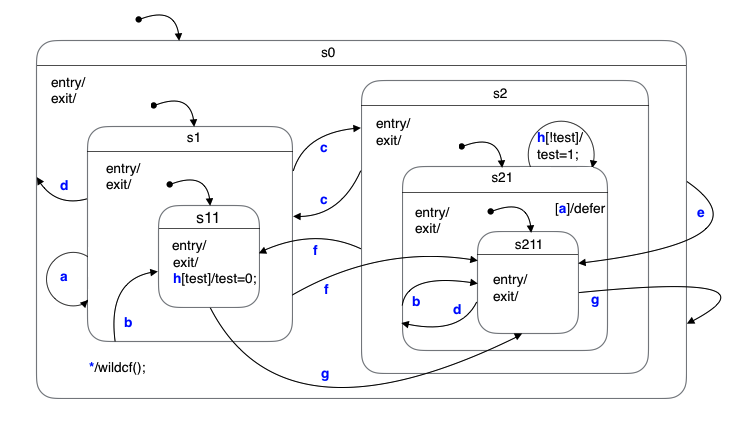 s0
entry/
exit/
s1
entry/
exit/
s11
entry/
exit/
h[test]/test=0;
d
a
b
*/wildcf();
c
c
f
f
g
s2
entry/
exit/
h[!test]/
test=1;
s21
entry/
exit/
[a]/defer
s211
entry/
exit/
b
d
e
g